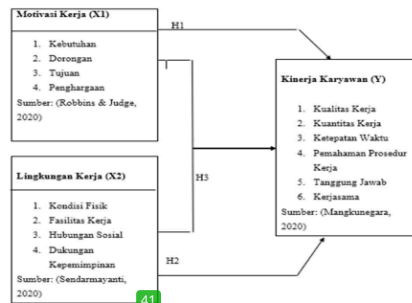 Motivasi Kerja (X1)
1. Kebutuhan
2. Dorongan
3. Tujuan
4. Penghargaan
Sumber: (Robbins & Judge,
2020)
H1
Kinerja Karyawan (Y)
1. Kualitas Kerja
2. Kuantitas Kerja
3. Ketepatan Waktu
4. Pemahaman Prosedur
Kerja
5. Tanggung Jawab
6. Kerjasama
Sumber: (Mangkunegara,
2020)
H3
Lingkungan Kerja (X2)
1. Kondisi Fisik
2. Fasilitas Kerja
3. Hubungan Sosial
4. Dukungan
Kepemimpinan
Sumber: (Sendarmayanti,
2020)
H2
41